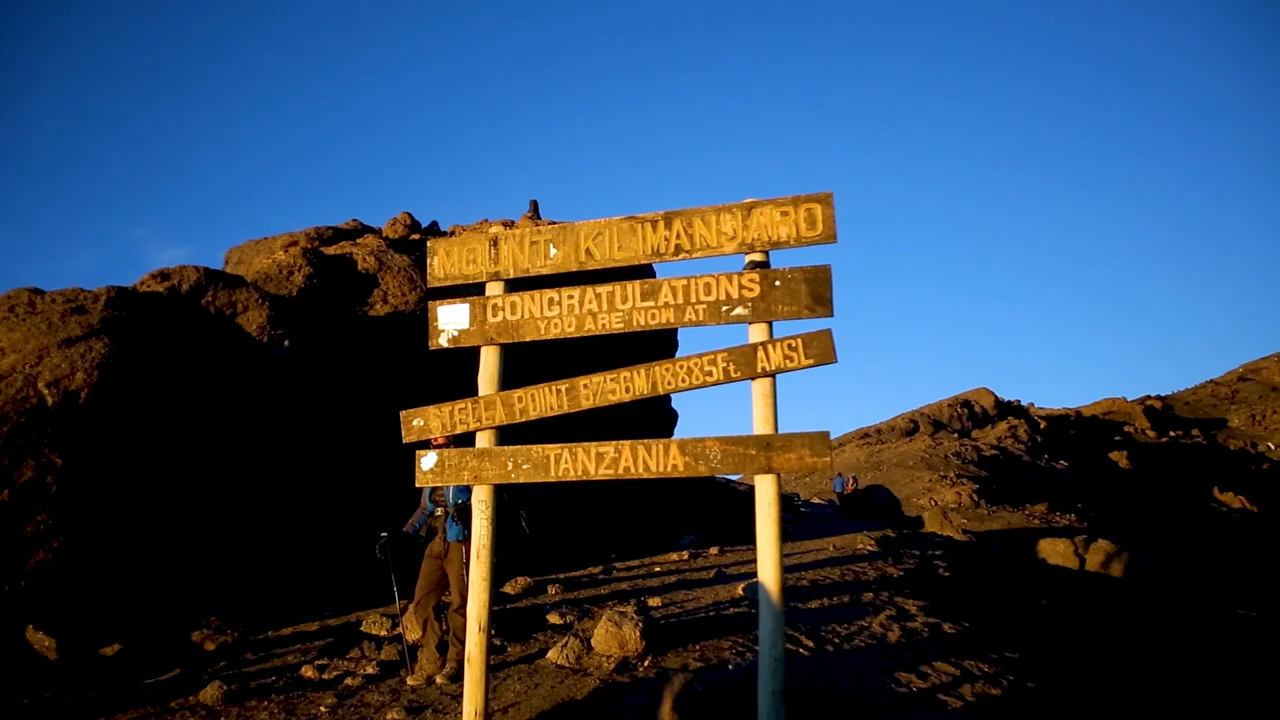 MOUNT KILIMANJARO
CONGRATULATIONS
YOU ARE NOW AT
STELLA POINT 5756M/18885Ft. AMSL
TANZANIA